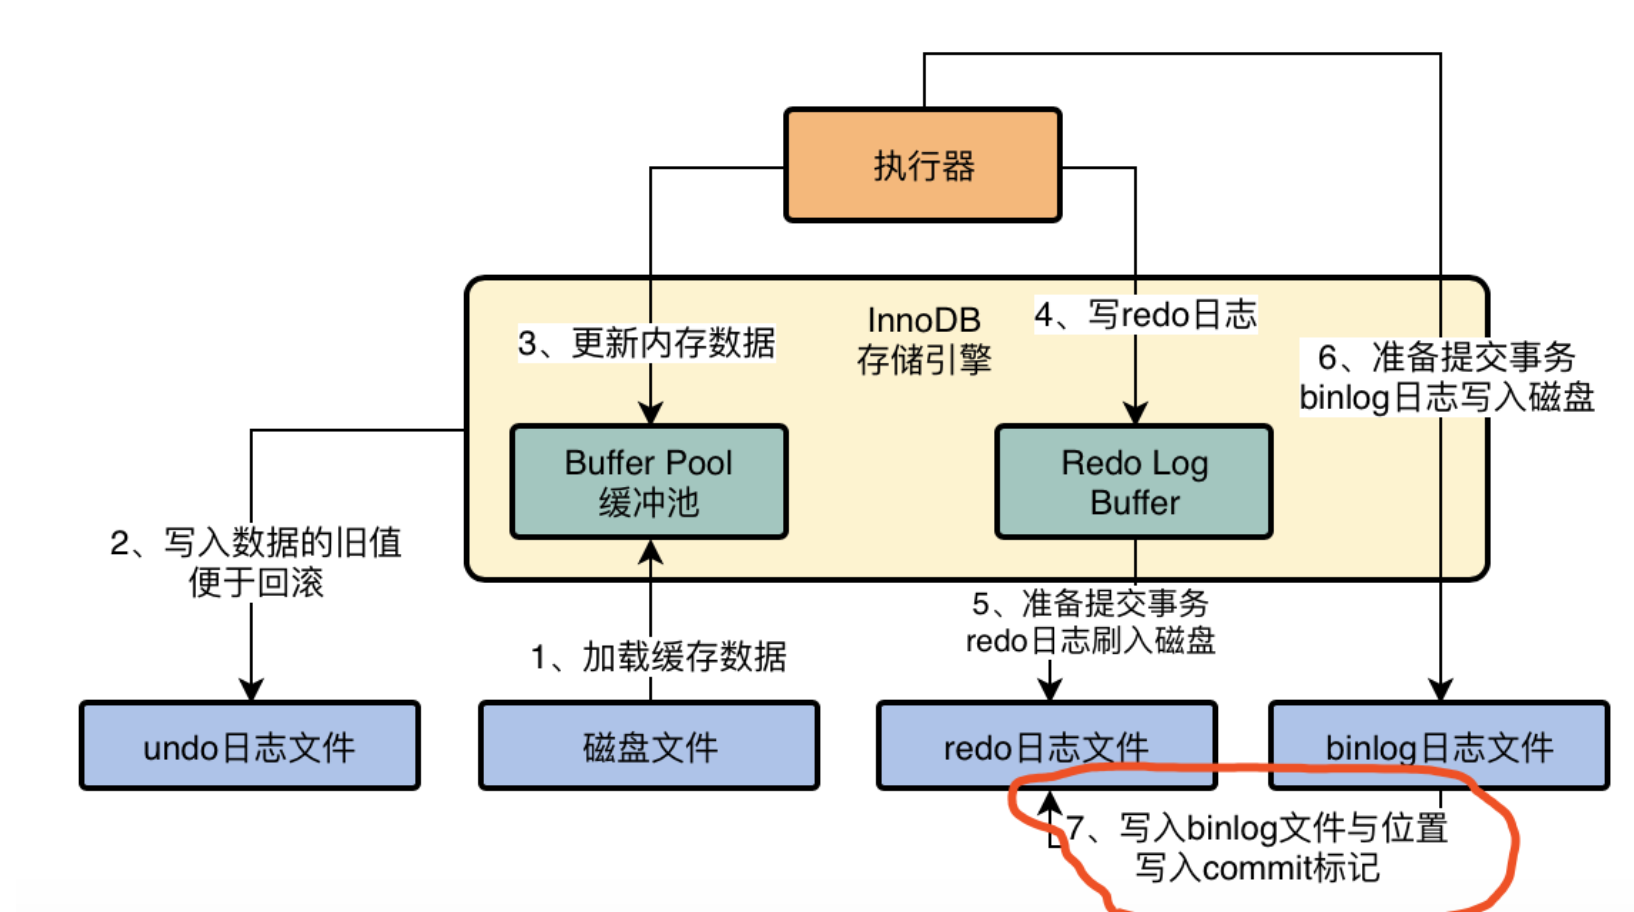 执行器
InnoDB
存储引擎
3、更新内存数据
4、写redo日志
6、准备提交事务
binlog日志写入磁盘
Buffer Pool
缓冲池
Redo Log
Buffer
2、写入数据的旧值
便于回滚
1、加载缓存数据
5、准备提交事务
redo日志刷入磁盘
undo日志文件
磁盘文件
redo日志文件
binlog日志文件
7、写入binlog文件与位置
写入commit标记